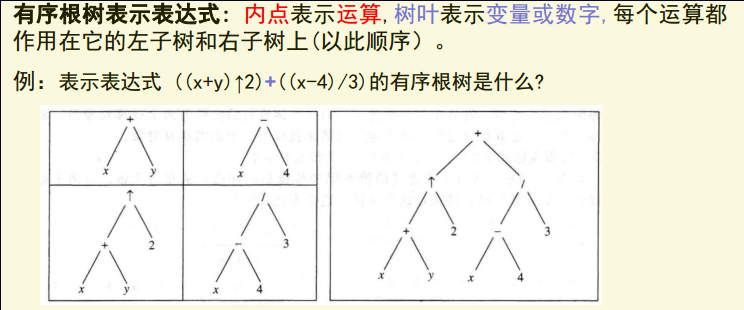 有序根树表示表达式：内点表示运算,树叶表示变量或数字,每个运算都
作用在它的左子树和右子树上(以此顺序）。
例：表示表达式 ((x+y)↑2)+((x-4)/3)的有序根树是什么?
+
x y
-
x 4
↑
+ 2
x y
/
- 3
x 4
+
↑ /
+ 2 - 3
x y x 4